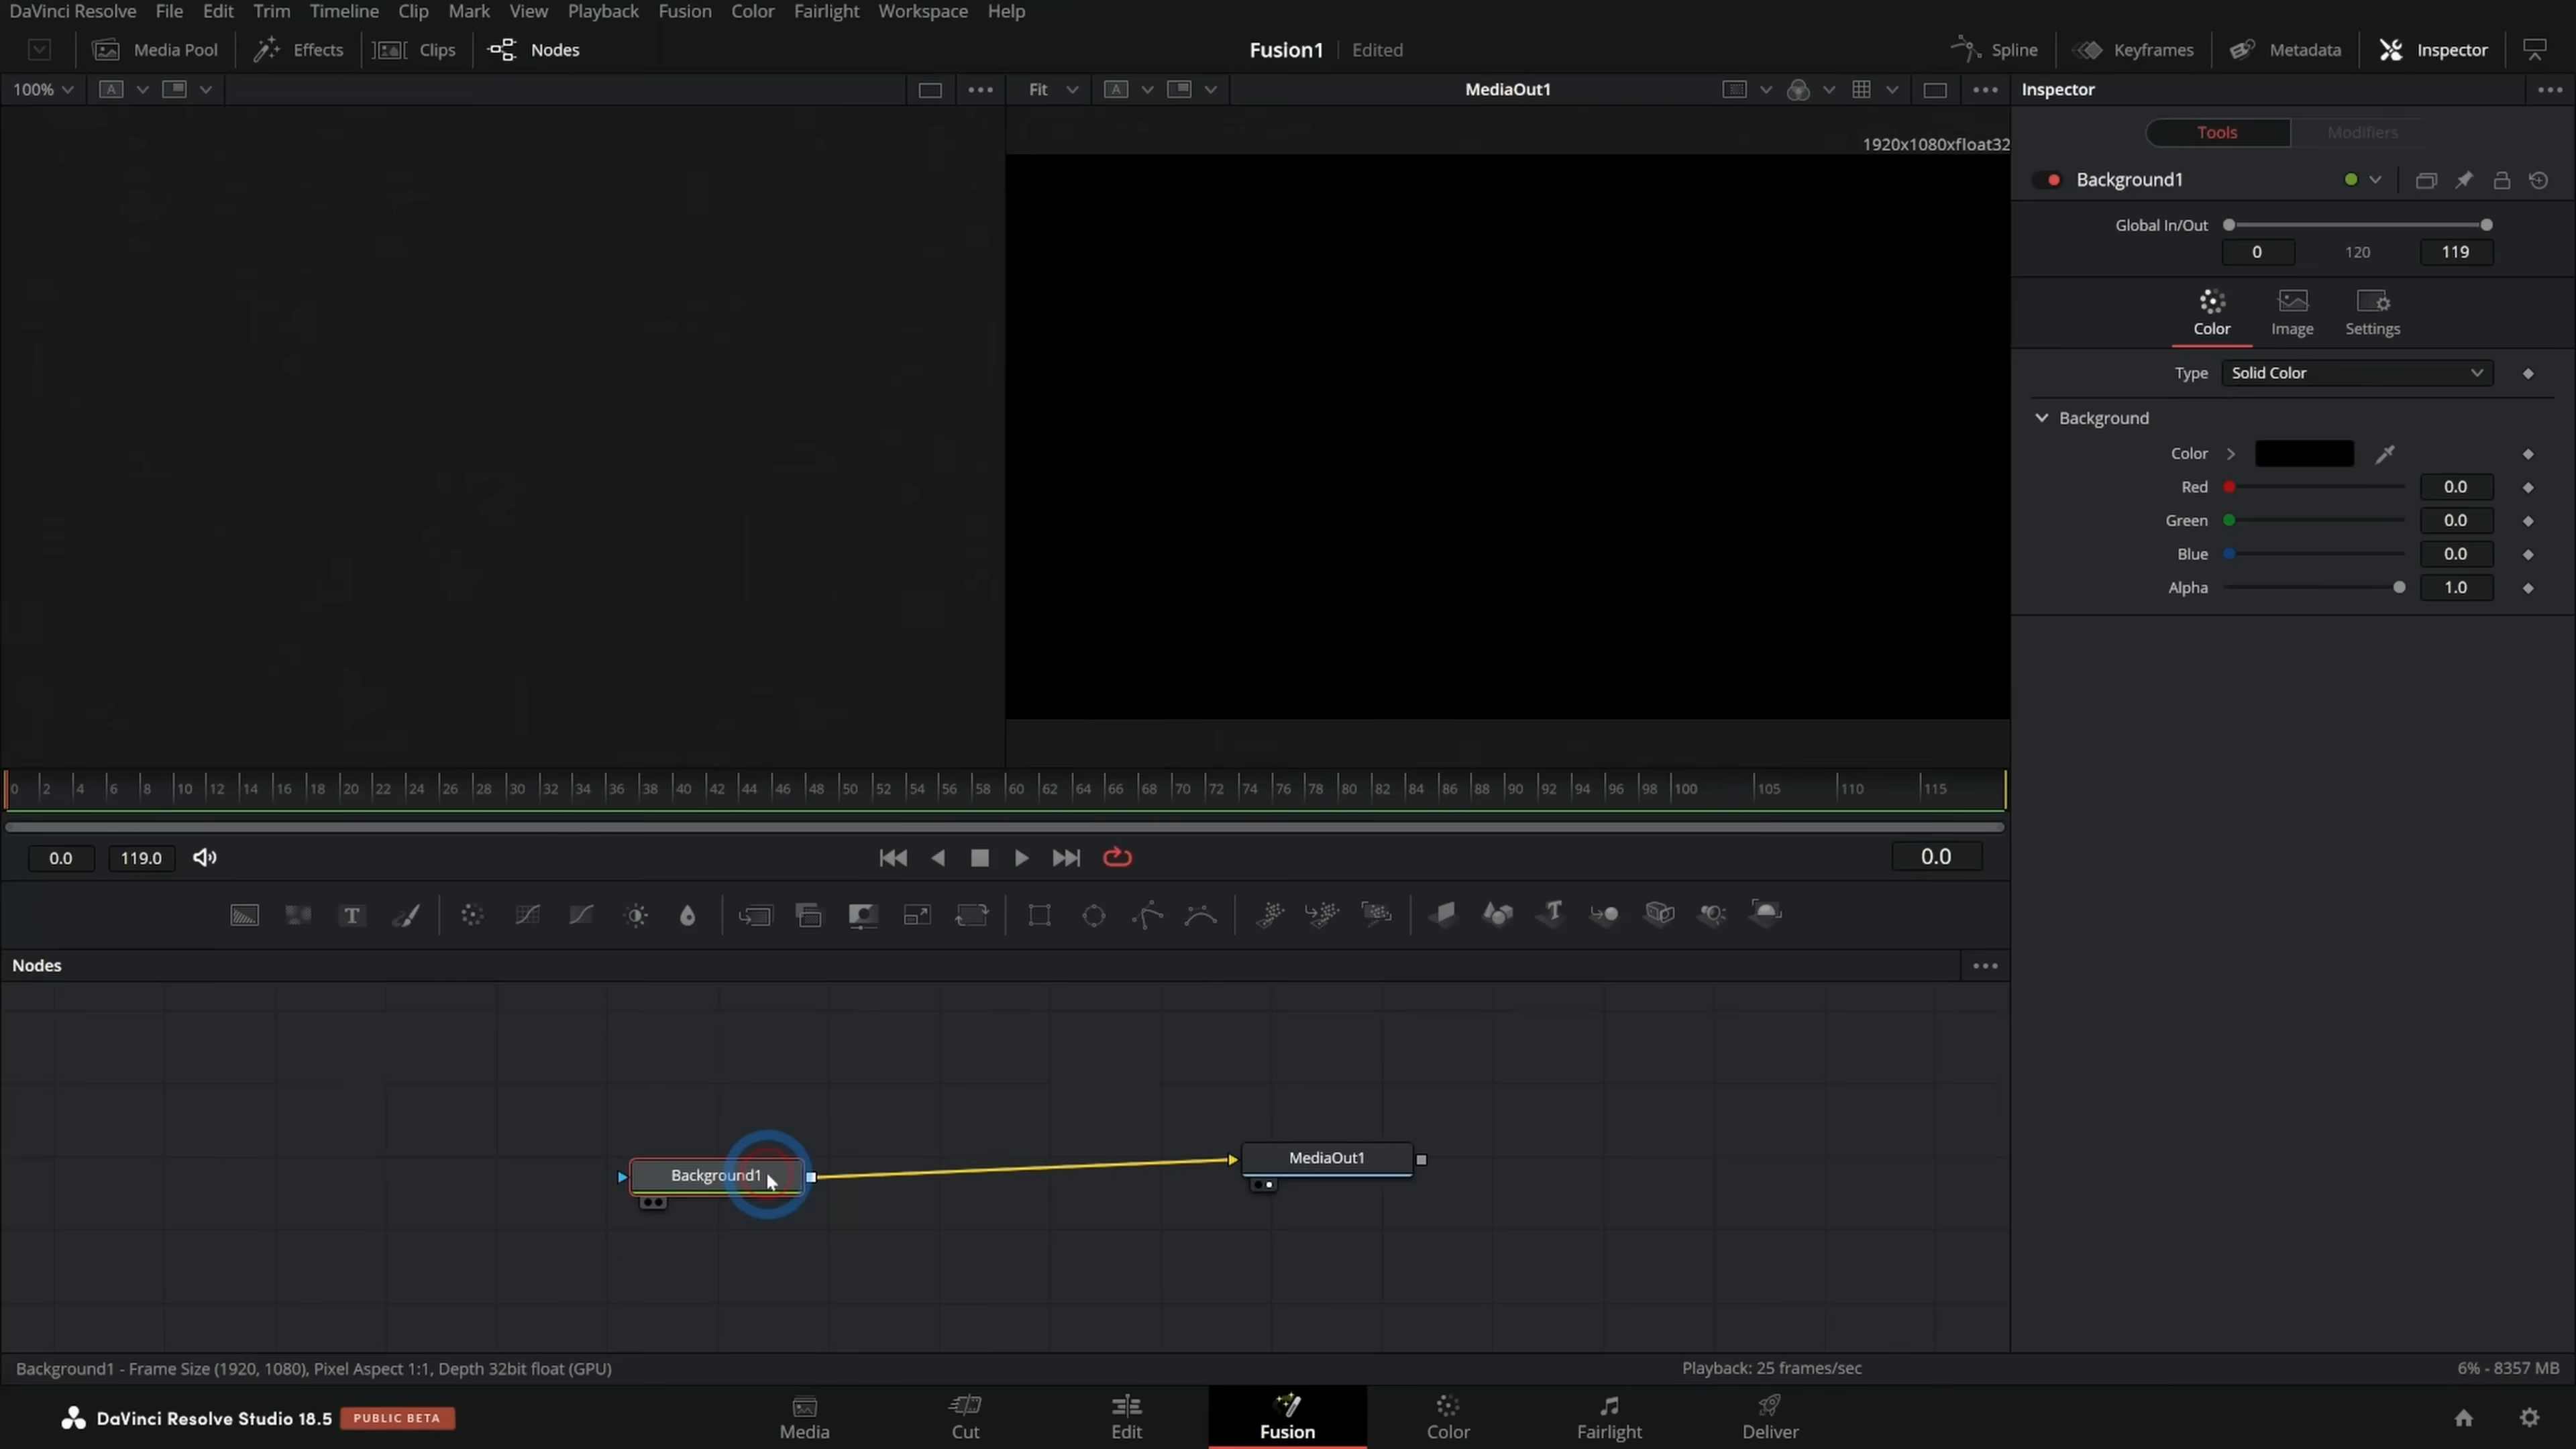 DaVinci Resolve File Edit Trim Timeline Clip Mark View Playback Fusion Color Fairlight Workspace Help
Media Pool Effects Clips Nodes Fusion1 Edited Spline Keyframes Metadata Inspector
100% A Fit A MediaOut1 Inspector
Tools Modifiers
1920x1080xfloat32
Background1
Global In/Out
0 120 119
Color Image Settings
Type Solid Color
Background
Color
Red 0.0
Green 0.0
Blue 0.0
Alpha 1.0
0 2 4 6 8 10 12 14 16 18 20 22 24 26 28 30 32 34 36 38 40 42 44 46 48 50 52 54 56 58 60 62 64 66 68 70 72 74 76 78 80 82 84 86 88 90 92 94 96 98 100 105 110 115
0.0 119.0 0.0
T T
Nodes
Background1 MediaOut1
Background1 - Frame Size (1920, 1080), Pixel Aspect 1:1, Depth 32bit float (GPU) Playback: 25 frames/sec 6% - 8357 MB
DaVinci Resolve Studio 18.5 PUBLIC BETA Media Cut Edit Fusion Color Fairlight Deliver